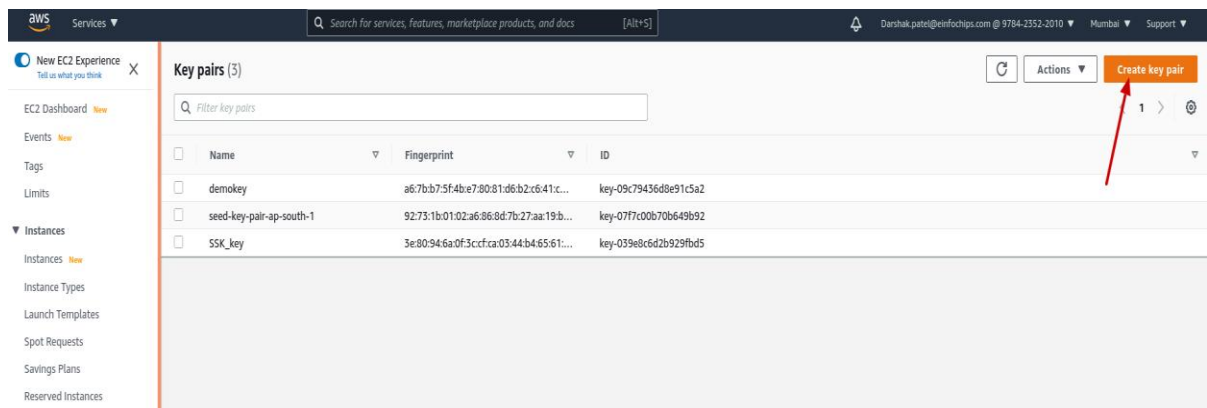 aws Services ▼ Search for services, features, marketplace products, and docs [Alt+S] Darshak.patel@einfochips.com @ 9784-2352-2010 ▼ Mumbai ▼ Support ▼
New EC2 Experience X
Tell us what you think
EC2 Dashboard New
Events New
Tags
Limits
▼ Instances
Instances New
Instance Types
Launch Templates
Spot Requests
Savings Plans
Reserved Instances
Key pairs (3) Actions ▼ Create key pair
Filter key pairs 1
Name Fingerprint ID
demokey a6:7b:b7:5f:4b:e7:80:81:d6:b2:c6:41:c... key-09c79436d8e91c5a2
seed-key-pair-ap-south-1 92:73:1b:01:02:a6:86:8d:7b:27:aa:19:b... key-07f7c00b70b649b92
SSK_key 3e:80:94:6a:0f:3c:cf:ca:03:44:b4:65:61:... key-039e8c6d2b929fbd5